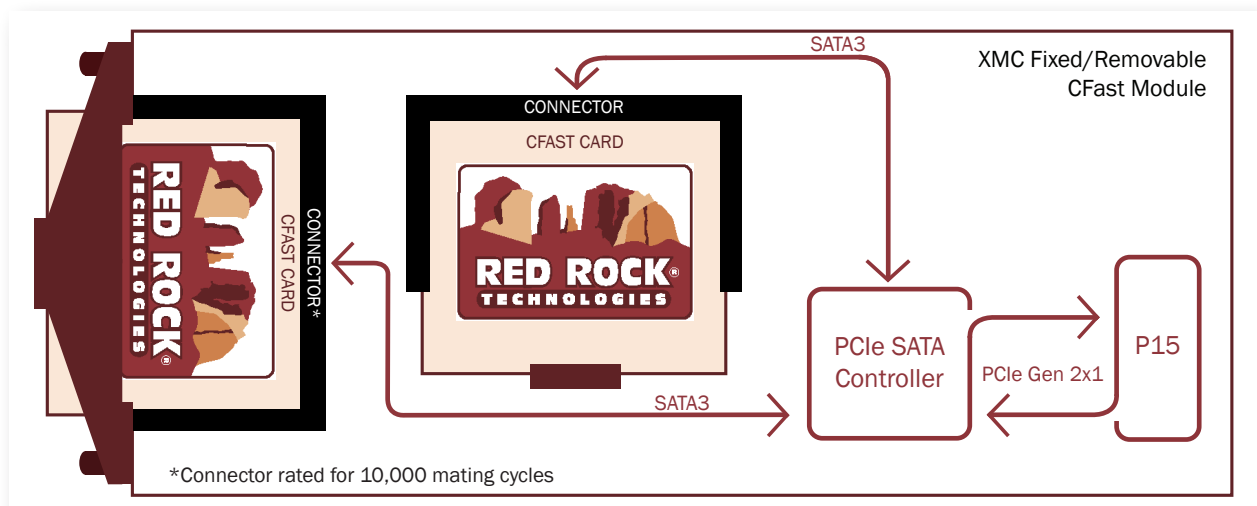 SATA3
XMC Fixed/Removable
CFast Module
CONNECTOR
CFAST CARD
RED ROCK®
TECHNOLOGIES
CONNECTOR*
CFAST CARD
RED ROCK®
TECHNOLOGIES
PCIe SATA
Controller
PCIe Gen 2x1
P15
SATA3
*Connector rated for 10,000 mating cycles